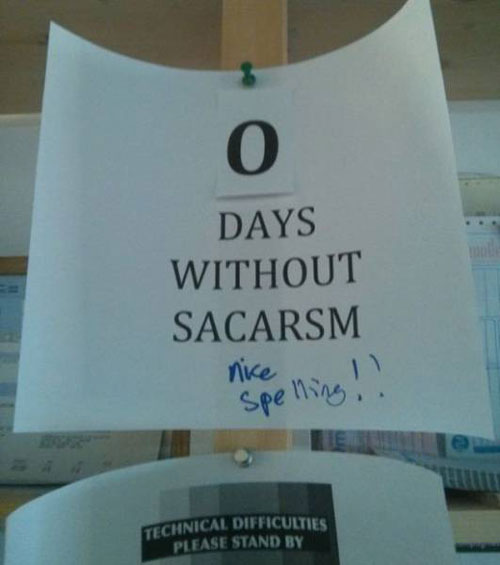 0
DAYS
WITHOUT
SACARSM
nice
spelling!!
TECHNICAL DIFFICULTIES
PLEASE STAND BY